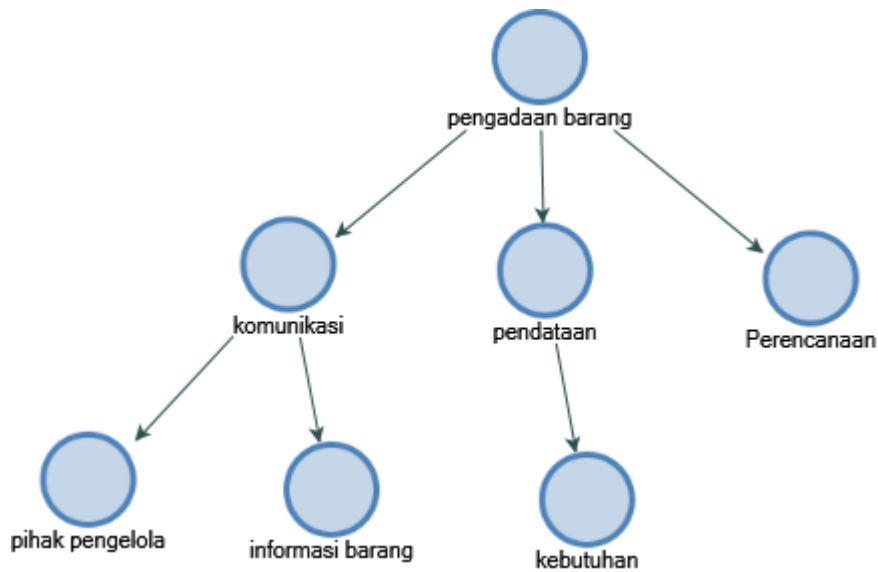 pengadaan barang
komunikasi
pendataan
Perencanaan
pihak pengelola
informasi barang
kebutuhan